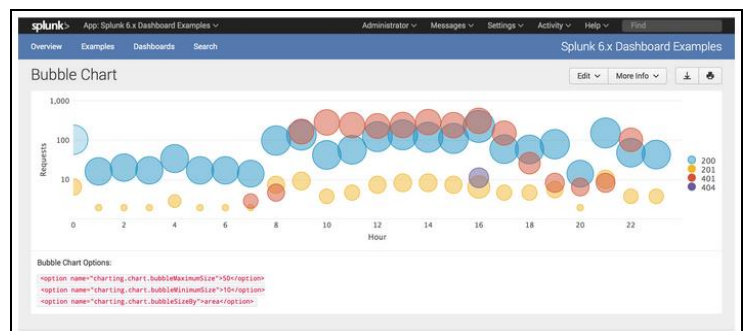 splunk> App: Splunk 6.x Dashboard Examples Administrator Messages Settings Activity Help Find
Overview Examples Dashboards Search Splunk 6.x Dashboard Examples
Bubble Chart Edit More Info
1,000
100
10
Requests
200
201
401
404
0 2 4 6 8 10 12 14 16 18 20 22
Hour
Bubble Chart Options:
<option name="charting.chart.bubbleMaximumSize">50</option>
<option name="charting.chart.bubbleMinimumSize">10</option>
<option name="charting.chart.bubbleSizeBy">area</option>